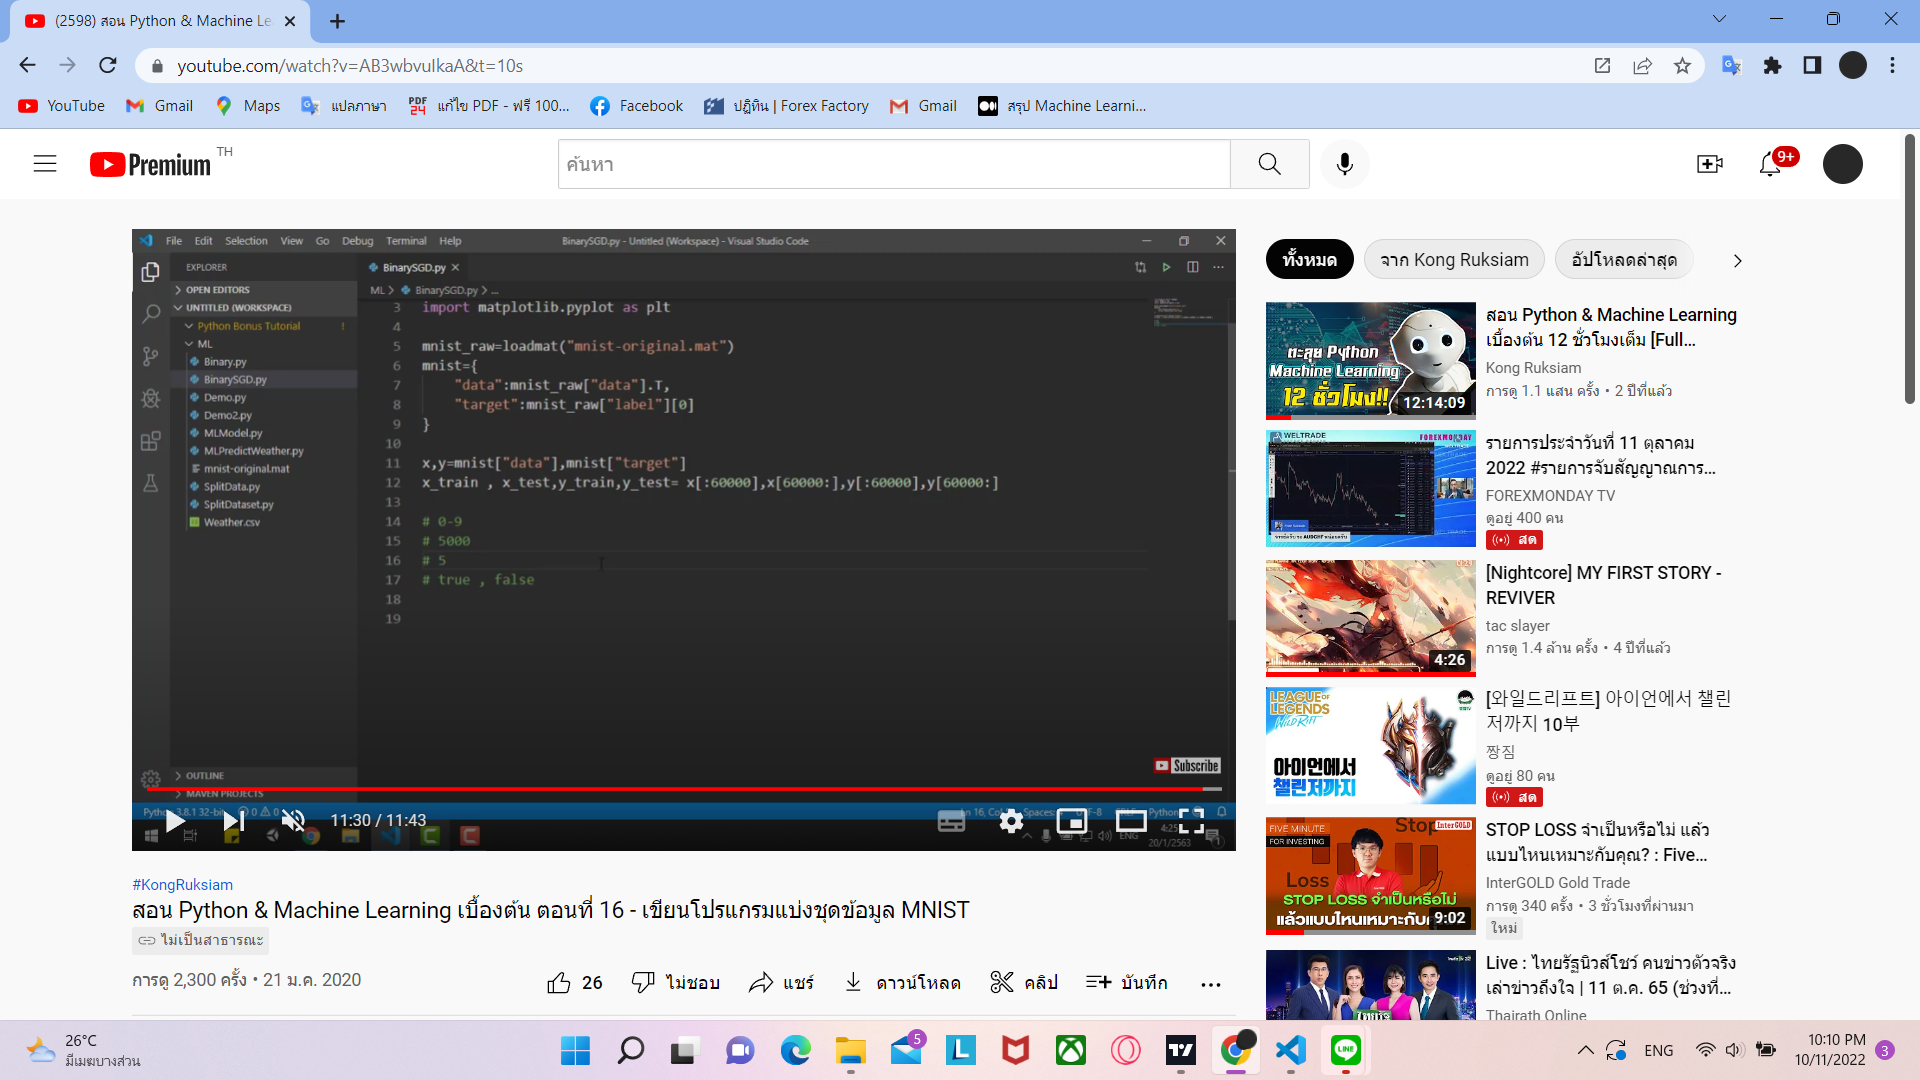 (2598) สอน Python & Machine Le
youtube.com/watch?v=AB3wbvuIkaA&t=10s
YouTube
Gmail
Maps
แปลภาษา
แก้ไข PDF - ฟรี 100...
Facebook
ปฏิทิน | Forex Factory
Gmail
สรุป Machine Learni...
Premium TH
ค้นหา
9+
File Edit Selection View Go Debug Terminal Help
BinarySGD.py - Untitled (Workspace) - Visual Studio Code
EXPLORER
OPEN EDITORS
UNTITLED (WORKSPACE)
Python Bonus Tutorial !
ML
Binary.py
BinarySGD.py
Demo.py
Demo2.py
MLModel.py
MLPredictWeather.py
mnist-original.mat
SplitData.py
SplitDataset.py
Weather.csv
OUTLINE
MAVEN PROJECTS
BinarySGD.py
ML > BinarySGD.py > ...
3 import matplotlib.pyplot as plt
4
5 mnist_raw=loadmat("mnist-original.mat")
6 mnist={
7 "data":mnist_raw["data"].T,
8 "target":mnist_raw["label"][0]
9 }
10
11 x,y=mnist["data"],mnist["target"]
12 x_train , x_test,y_train,y_test= x[:60000],x[60000:],y[:60000],y[60000:]
13
14 # 0-9
15 # 5000
16 # 5
17 # true , false
18
19
Subscribe
11:30 / 11:43
20/1/2563
#KongRuksiam
สอน Python & Machine Learning เบื้องต้น ตอนที่ 16 - เขียนโปรแกรมแบ่งชุดข้อมูล MNIST
ไม่เป็นสาธารณะ
การดู 2,300 ครั้ง • 21 ม.ค. 2020
26
ไม่ชอบ
แชร์
ดาวน์โหลด
คลิป
บันทึก
ทั้งหมด
จาก Kong Ruksiam
อัปโหลดล่าสุด
ตะลุย Python
Machine Learning
12 ชั่วโมง!!
12:14:09
สอน Python & Machine Learning
เบื้องต้น 12 ชั่วโมงเต็ม [Full...
Kong Ruksiam
การดู 1.1 แสน ครั้ง • 2 ปีที่แล้ว
WELTRADE
FOREXMONDAY
รายการประจำวันที่ 11 ตุลาคม
2022 #รายการจับสัญญาณการ...
FOREXMONDAY TV
ดูอยู่ 400 คน
สด
4:26
[Nightcore] MY FIRST STORY -
REVIVER
tac slayer
การดู 1.4 ล้าน ครั้ง • 4 ปีที่แล้ว
LEAGUE OF
LEGENDS
WILD RIFT
아이언에서
챌린저까지
[와일드리프트] 아이언에서 챌린
저까지 10부
짱짐
ดูอยู่ 80 คน
สด
FIVE MINUTE
FOR INVESTING
Stop
InterGOLD
Loss
STOP LOSS จำเป็นหรือไม่
แล้วแบบไหนเหมาะกับคุณ
9:02
STOP LOSS จำเป็นหรือไม่ แล้ว
แบบไหนเหมาะกับคุณ? : Five...
InterGOLD Gold Trade
การดู 340 ครั้ง • 3 ชั่วโมงที่ผ่านมา
ใหม่
Live : ไทยรัฐนิวส์โชว์ คนข่าวตัวจริง
เล่าข่าวถึงใจ | 11 ต.ค. 65 (ช่วงที่...
Thairath Online
26°C
มีเมฆบางส่วน
5
LINE
ENG
10:10 PM
10/11/2022
3